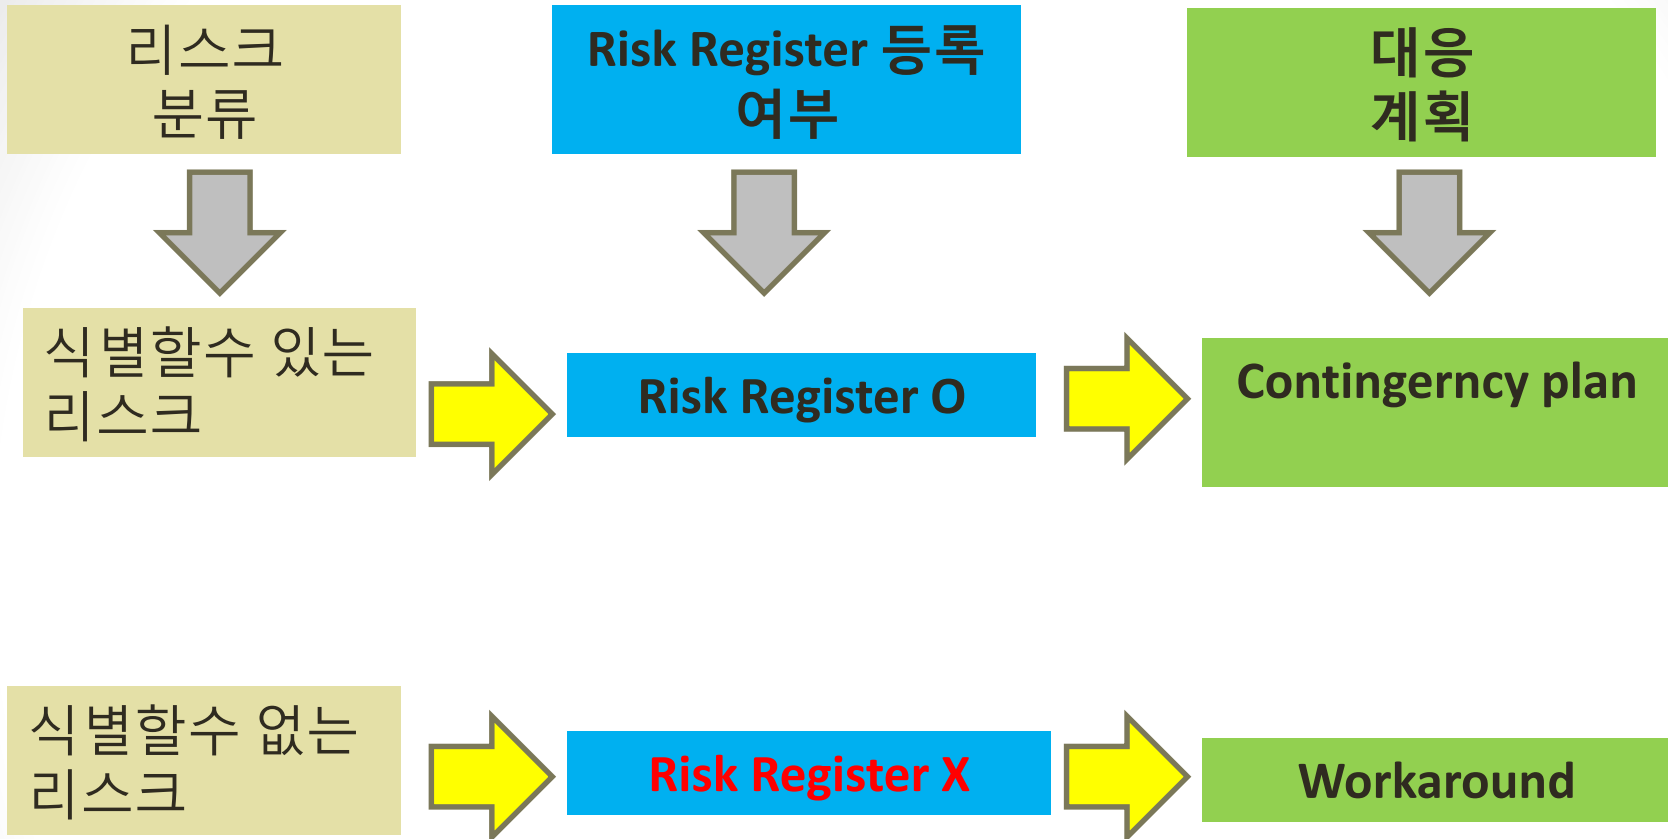 리스크
분류
Risk Register 등록
여부
대응
계획
식별할수 있는
리스크
Risk Register O
Contingerncy plan
식별할수 없는
리스크
Risk Register X
Workaround